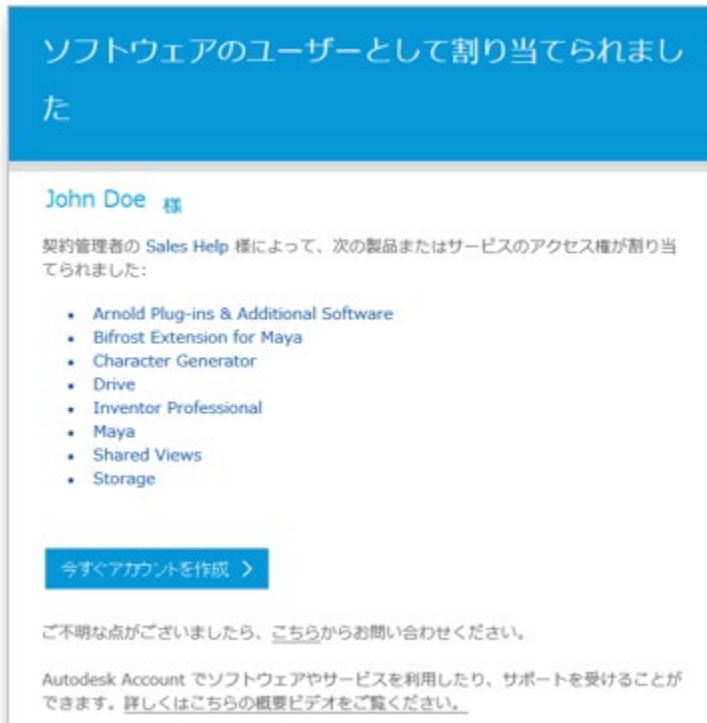 ソフトウェアのユーザーとして割り当てられまし
た
John Doe 様
契約管理者の Sales Help 様によって、次の製品またはサービスのアクセス権が割り当
てられました:
• Arnold Plug-ins & Additional Software
• Bifrost Extension for Maya
• Character Generator
• Drive
• Inventor Professional
• Maya
• Shared Views
• Storage
今すぐアカウントを作成 >
ご不明な点がございましたら、こちらからお問い合わせください。
Autodesk Account でソフトウェアやサービスを利用したり、サポートを受けることが
できます。詳しくはこちらの概要ビデオをご覧ください。